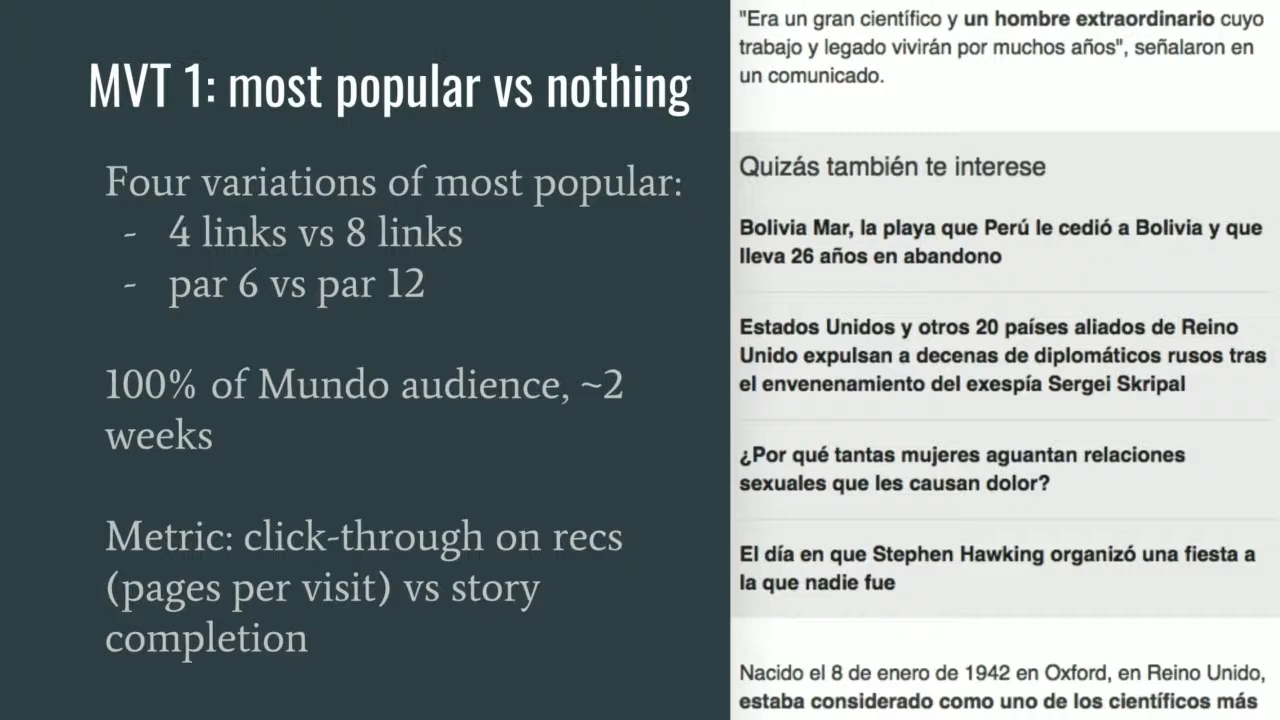 MVT 1: most popular vs nothing
Four variations of most popular:
- 4 links vs 8 links
- par 6 vs par 12
100% of Mundo audience, ~2
weeks
Metric: click-through on recs
(pages per visit) vs story
completion
"Era un gran científico y un hombre extraordinario cuyo
trabajo y legado vivirán por muchos años", señalaron en
un comunicado.
Quizás también te interese
Bolivia Mar, la playa que Perú le cedió a Bolivia y que
lleva 26 años en abandono
Estados Unidos y otros 20 países aliados de Reino
Unido expulsan a decenas de diplomáticos rusos tras
el envenenamiento del exespía Sergei Skripal
¿Por qué tantas mujeres aguantan relaciones
sexuales que les causan dolor?
El día en que Stephen Hawking organizó una fiesta a
la que nadie fue
Nacido el 8 de enero de 1942 en Oxford, en Reino Unido,
estaba considerado como uno de los científicos más